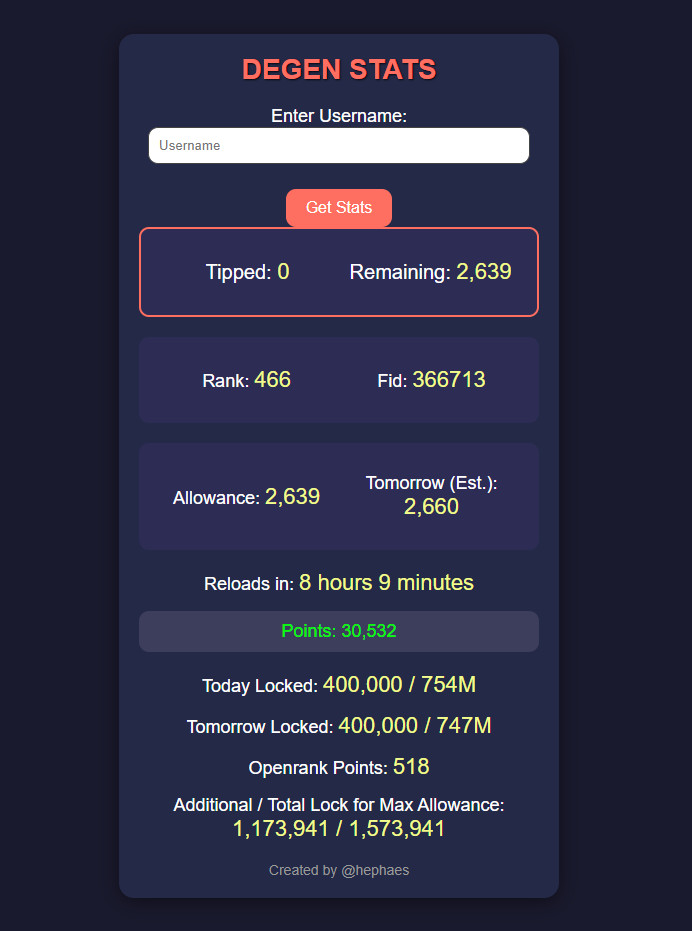 DEGEN STATS
Enter Username:
Username
Get Stats
Tipped: 0 Remaining: 2,639
Rank: 466 Fid: 366713
Allowance: 2,639
Tomorrow (Est.):
2,660
Reloads in: 8 hours 9 minutes
Points: 30,532
Today Locked: 400,000 / 754M
Tomorrow Locked: 400,000 / 747M
Openrank Points: 518
Additional / Total Lock for Max Allowance:
1,173,941 / 1,573,941
Created by @hephaes